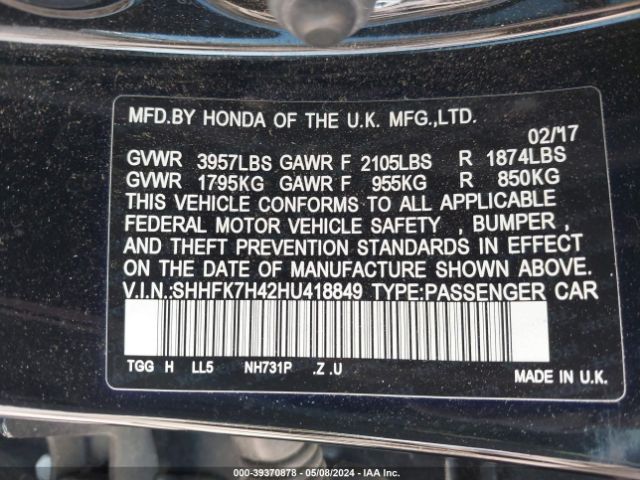 MFD.BY HONDA OF THE U.K. MFG.,LTD.
02/17
GVWR 3957LBS GAWR F 2105LBS R 1874LBS
GVWR 1795KG GAWR F 955KG R 850KG
THIS VEHICLE CONFORMS TO ALL APPLICABLE
FEDERAL MOTOR VEHICLE SAFETY , BUMPER ,
AND THEFT PREVENTION STANDARDS IN EFFECT
ON THE DATE OF MANUFACTURE SHOWN ABOVE.
V.I.N.:SHHFK7H42HU418849 TYPE:PASSENGER CAR
TGG H LL5 NH731P .Z .U
MADE IN U.K.
000-39370878 - 05/08/2024 - IAA Inc.